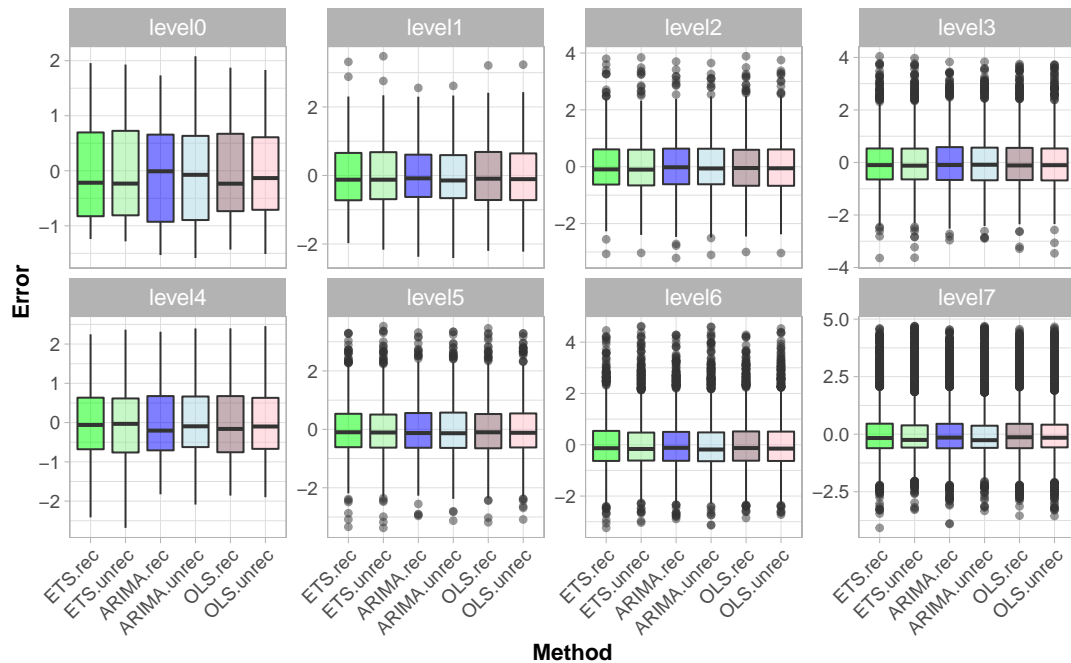 level0
level1
level2
level3
2
1
0
−1
2
0
−2
4
2
0
−2
4
2
0
−2
−4
Error
level4
level5
level6
level7
2
1
0
−1
−2
2
0
−2
4
2
0
−2
5.0
2.5
0.0
−2.5
ETS.rec
ETS.unrec
ARIMA.rec
ARIMA.unrec
OLS.rec
OLS.unrec
ETS.rec
ETS.unrec
ARIMA.rec
ARIMA.unrec
OLS.rec
OLS.unrec
ETS.rec
ETS.unrec
ARIMA.rec
ARIMA.unrec
OLS.rec
OLS.unrec
ETS.rec
ETS.unrec
ARIMA.rec
ARIMA.unrec
OLS.rec
OLS.unrec
Method